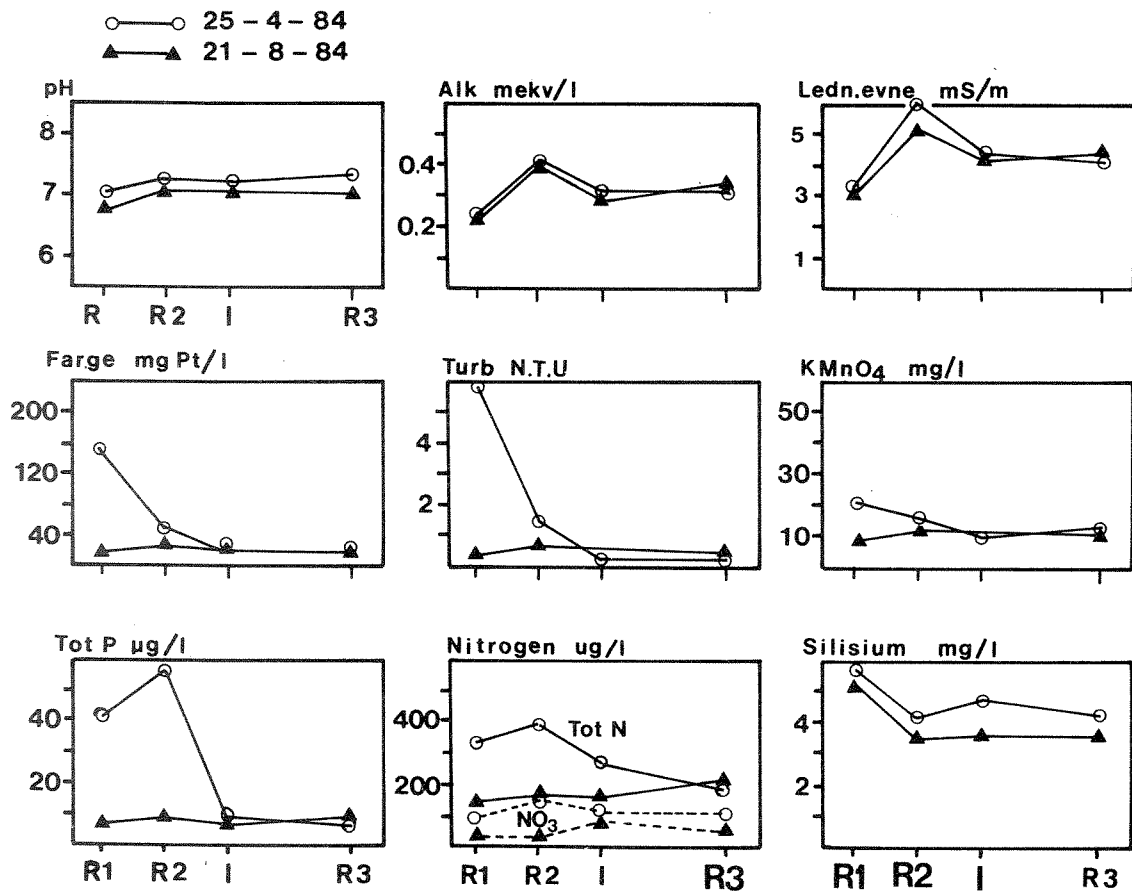 25 - 4 - 84
21 - 8 - 84
pH
8
7
6
R R2 I R3
Alk mekv/l
0.4
0.2
Ledn.evne mS/m
5
3
1
Farge mg Pt/l
200
120
40
Turb N.T.U
4
2
KMnO₄ mg/l
50
30
10
Tot P µg/l
40
20
R1 R2 I R3
Nitrogen ug/l
400
200
Tot N
NO₃
R1 R2 I R3
Silisium mg/l
4
2
R1 R2 I R3